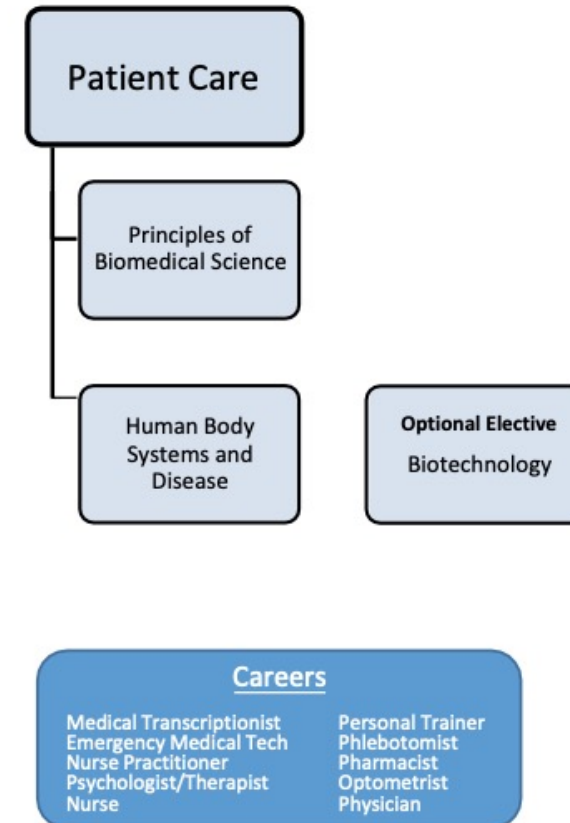 Patient Care
Principles of
Biomedical Science
Human Body
Systems and
Disease
Optional Elective
Biotechnology
Careers
Medical Transcriptionist
Emergency Medical Tech
Nurse Practitioner
Psychologist/Therapist
Nurse
Personal Trainer
Phlebotomist
Pharmacist
Optometrist
Physician